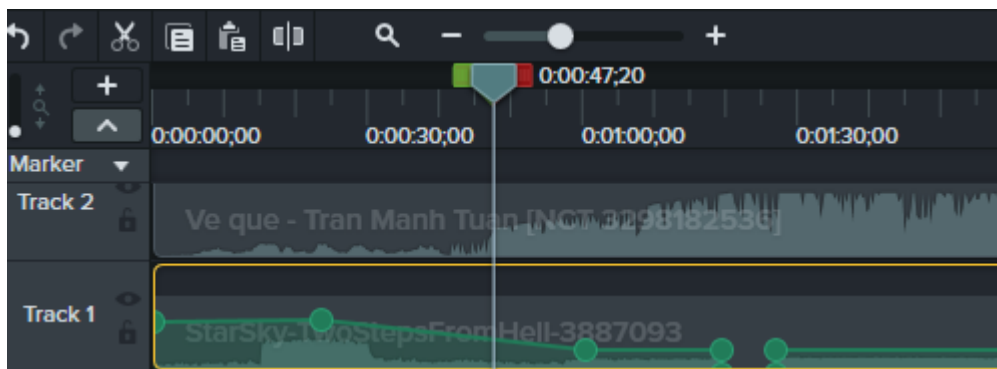 0:00:47;20
0:00:00;00 0:00:30;00 0:01:00;00 0:01:30;00
Marker
Track 2
Ve que - Tran Manh Tuan [NCT 3298182536]
Track 1
StarSky-TwoStepsFromHell-3887093